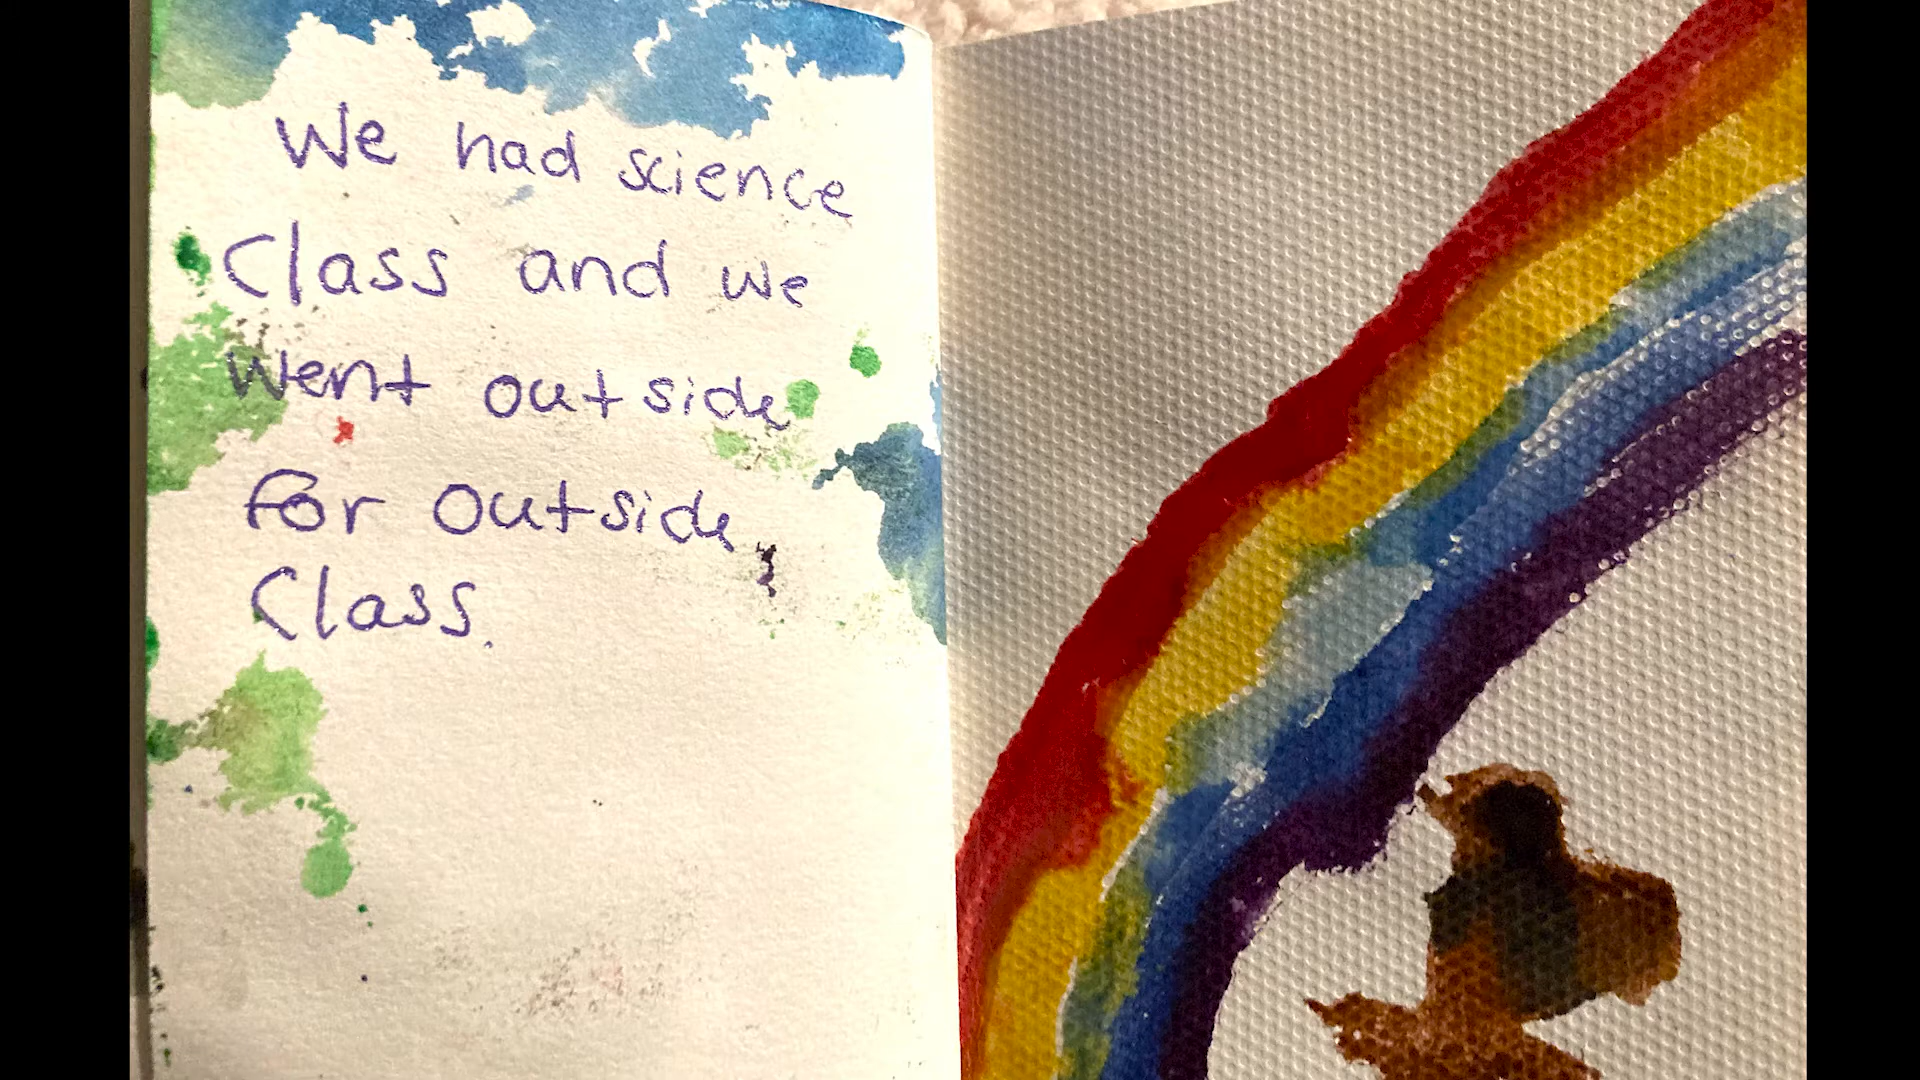 We had science
Class and we
went outside
for outside
Class.